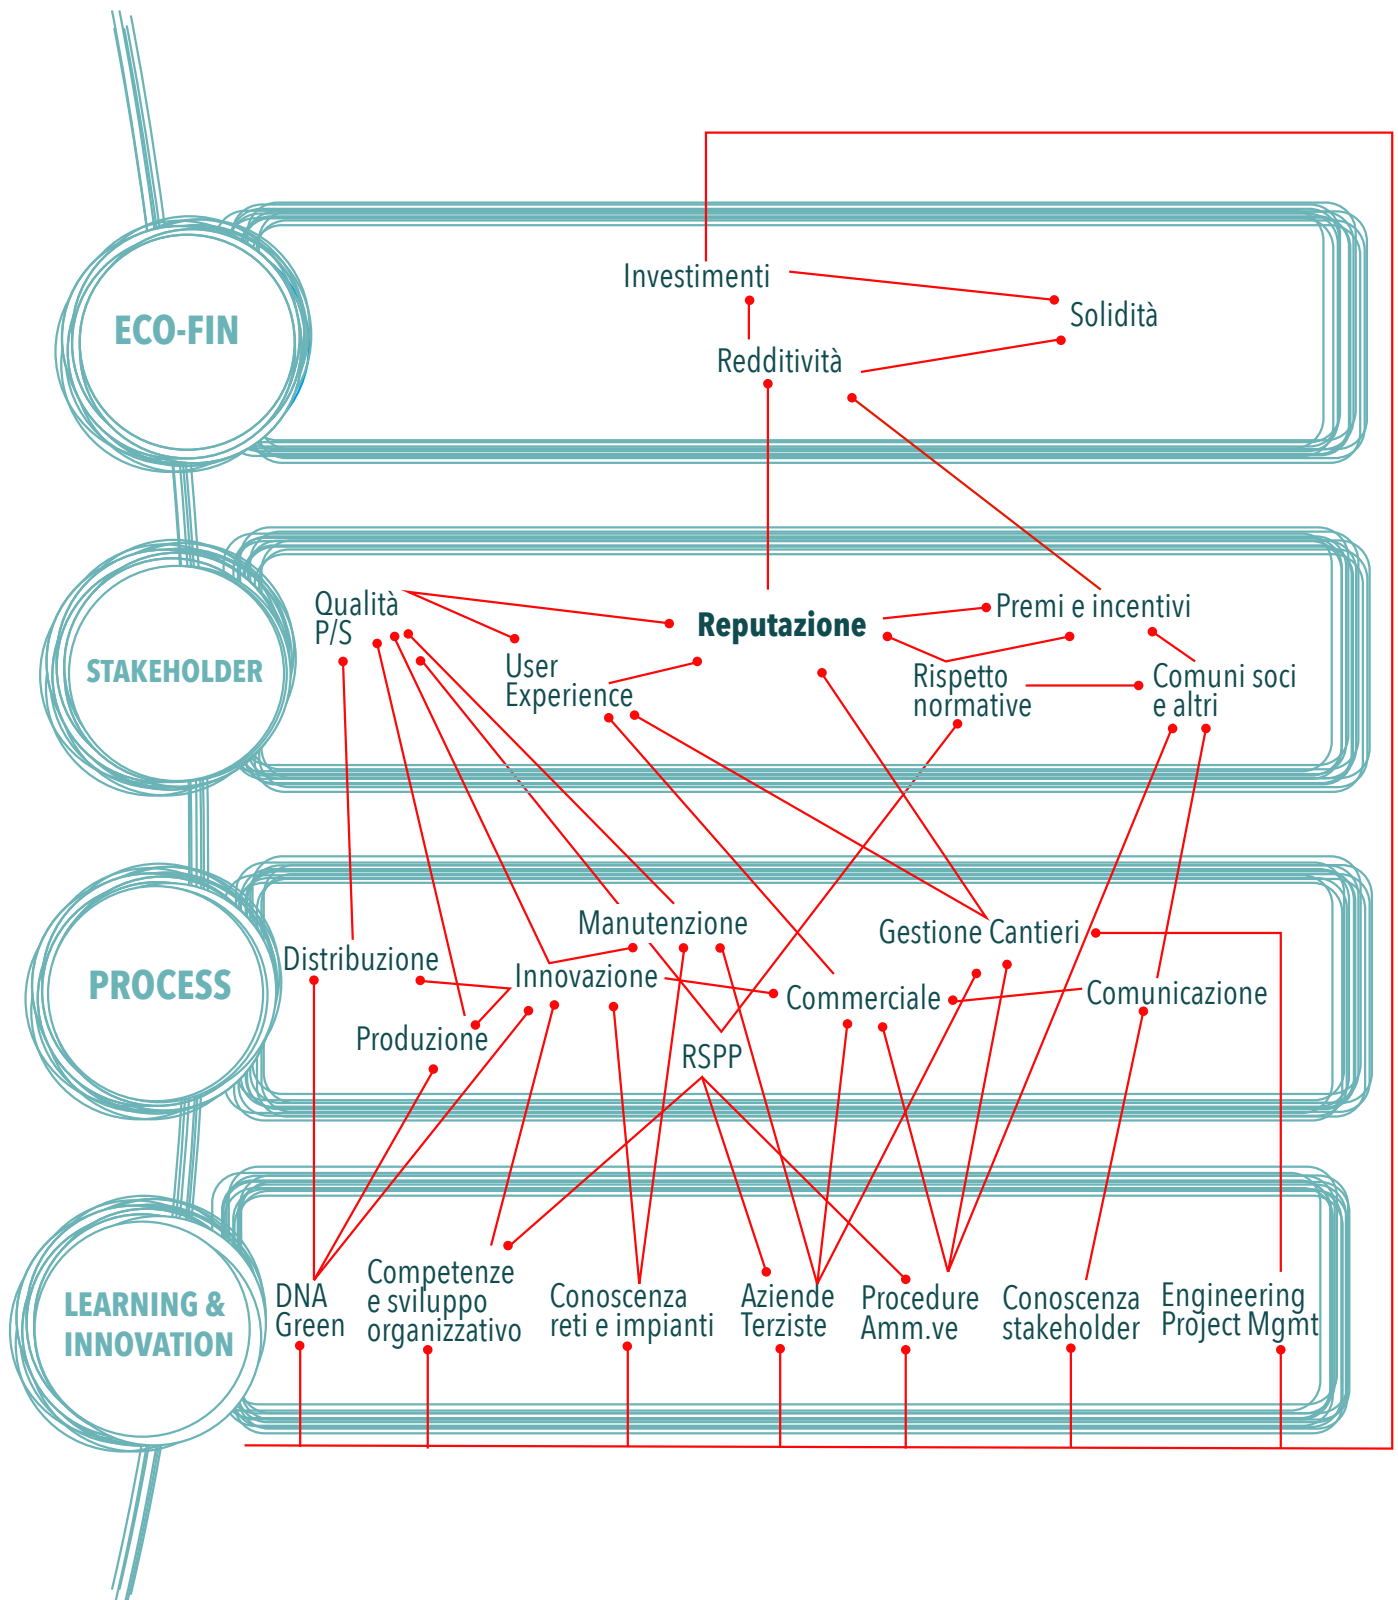 ECO-FIN
Investimenti
Solidità
Redditività
STAKEHOLDER
Qualità
P/S
Reputazione
Premi e incentivi
User
Experience
Rispetto
normative
Comuni soci
e altri
PROCESS
Manutenzione
Gestione Cantieri
Distribuzione
Innovazione
Commerciale
Comunicazione
Produzione
RSPP
LEARNING &
INNOVATION
DNA
Green
Competenze
e sviluppo
organizzativo
Conoscenza
reti e impianti
Aziende
Terziste
Procedure
Amm.ve
Conoscenza
stakeholder
Engineering
Project Mgmt